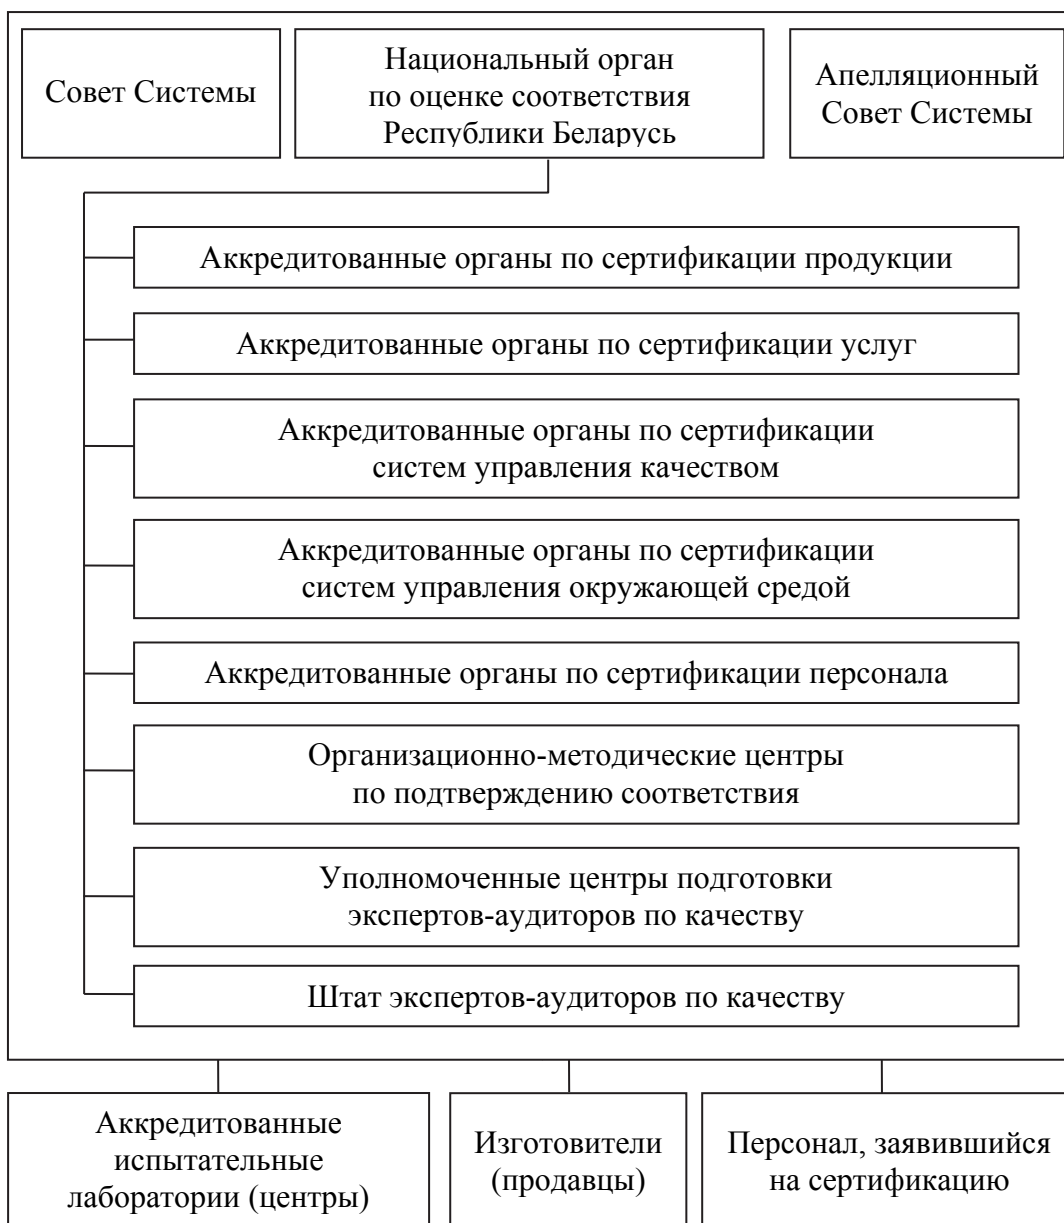 Совет Системы
Национальный орган
по оценке соответствия
Республики Беларусь
Апелляционный
Совет Системы
Аккредитованные органы по сертификации продукции
Аккредитованные органы по сертификации услуг
Аккредитованные органы по сертификации
систем управления качеством
Аккредитованные органы по сертификации
систем управления окружающей средой
Аккредитованные органы по сертификации персонала
Организационно-методические центры
по подтверждению соответствия
Уполномоченные центры подготовки
экспертов-аудиторов по качеству
Штат экспертов-аудиторов по качеству
Аккредитованные
испытательные
лаборатории (центры)
Изготовители
(продавцы)
Персонал, заявившийся
на сертификацию